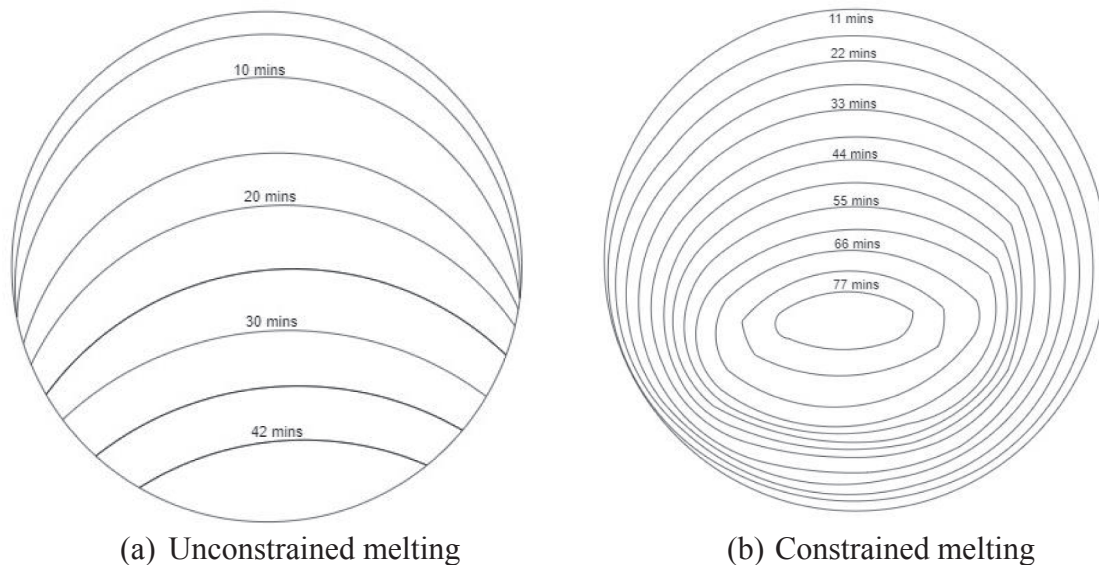 10 mins
20 mins
30 mins
42 mins
(a) Unconstrained melting
11 mins
22 mins
33 mins
44 mins
55 mins
66 mins
77 mins
(b) Constrained melting